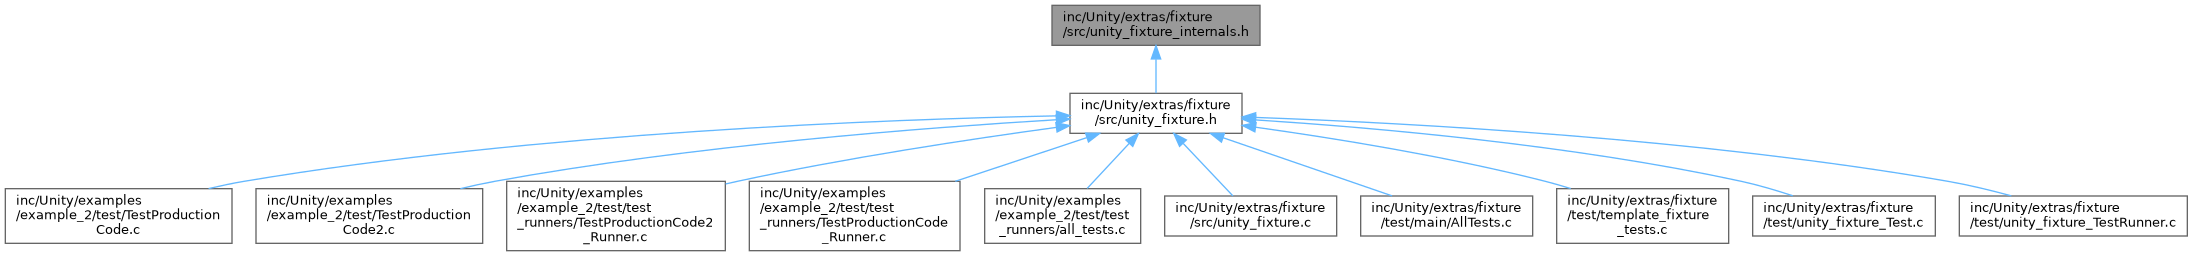 inc/Unity/extras/fixture
/src/unity_fixture_internals.h
inc/Unity/extras/fixture
/src/unity_fixture.h
inc/Unity/examples
/example_2/test/TestProduction
Code.c
inc/Unity/examples
/example_2/test/TestProduction
Code2.c
inc/Unity/examples
/example_2/test/test
_runners/TestProductionCode2
_Runner.c
inc/Unity/examples
/example_2/test/test
_runners/TestProductionCode
_Runner.c
inc/Unity/examples
/example_2/test/test
_runners/all_tests.c
inc/Unity/extras/fixture
/src/unity_fixture.c
inc/Unity/extras/fixture
/test/main/AllTests.c
inc/Unity/extras/fixture
/test/template_fixture
_tests.c
inc/Unity/extras/fixture
/test/unity_fixture_Test.c
inc/Unity/extras/fixture
/test/unity_fixture_TestRunner.c